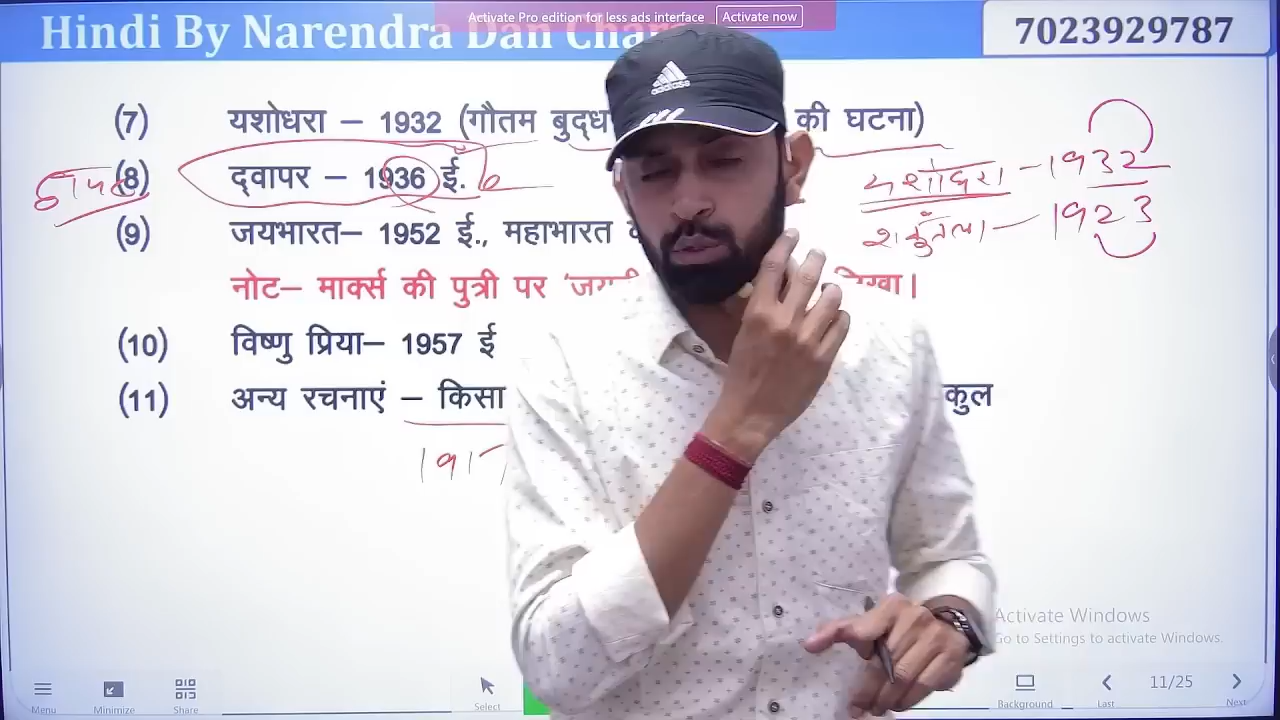 Activate Pro edition for less ads interface Activate now
Hindi By Narendra Dan
7023929787
(7) यशोधरा – 1932 (गौतम बुद्ध की घटना)
(8) द्वापर – 1936 ई.
यशोधरा – 1932
शकुंतला – 1923
(9) जयभारत– 1952 ई., महाभारत
नोट– मार्क्स की पुत्री पर
(10) विष्णु प्रिया– 1957 ई
(11) अन्य रचनाएं –
adidas
Activate Windows
Go to Settings to activate Windows.
Menu Minimize Share Select Background Last 11/25 Next